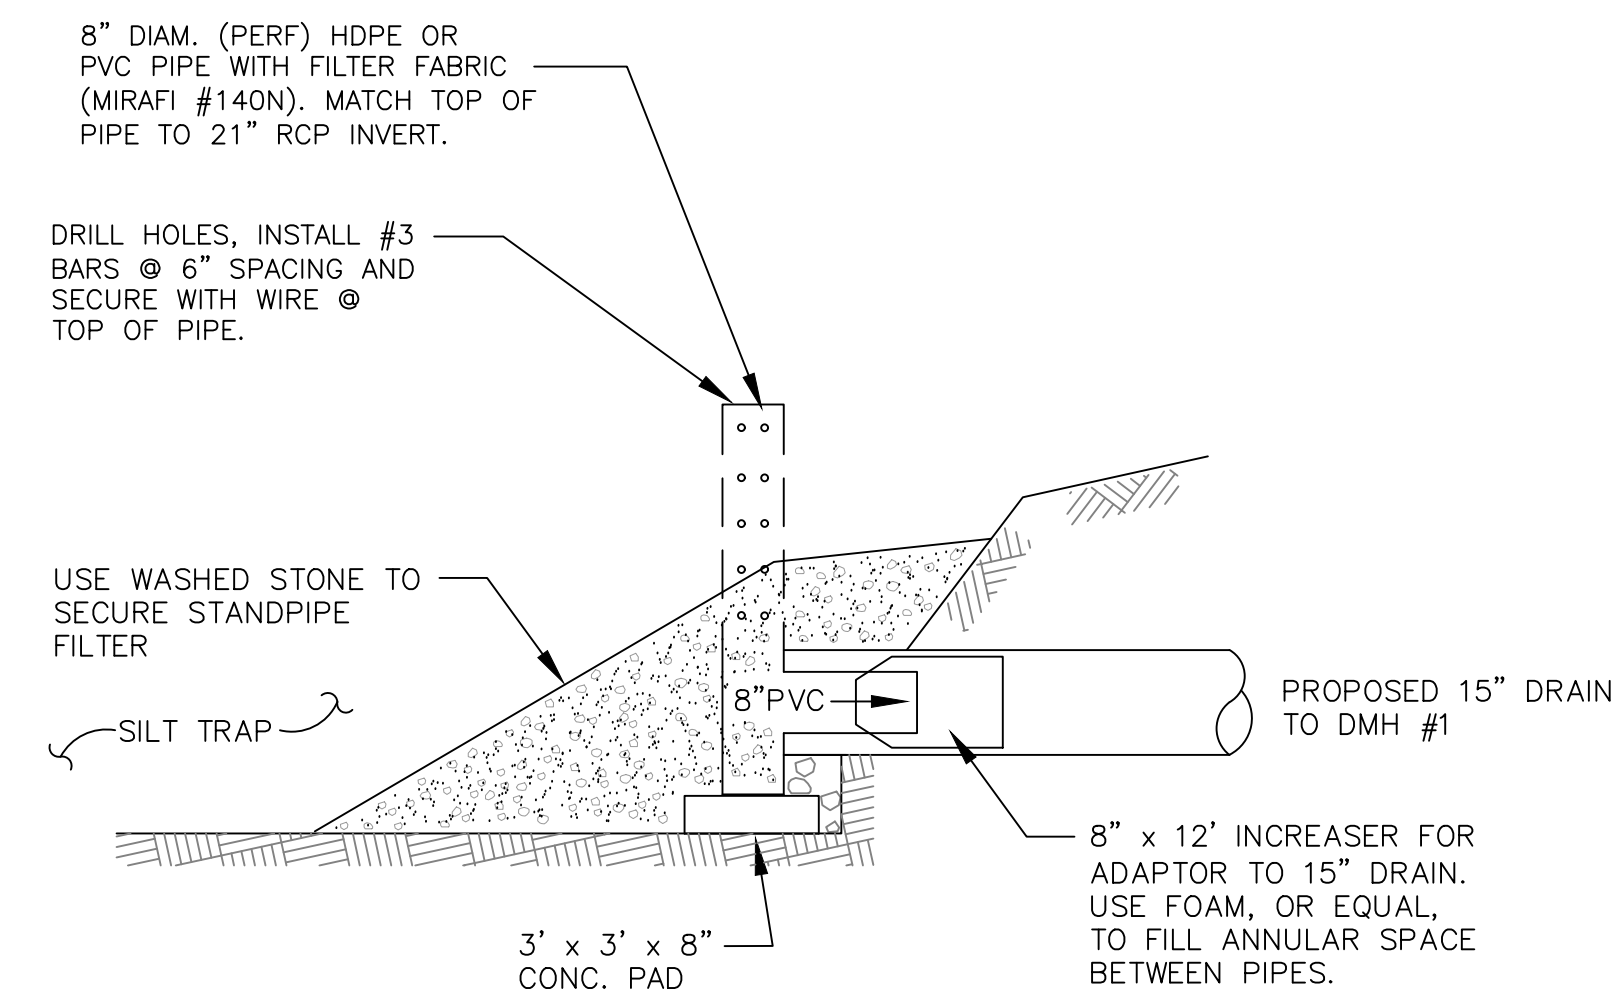 8” DIAM. (PERF) HDPE OR
PVC PIPE WITH FILTER FABRIC
(MIRAFI #140N). MATCH TOP OF
PIPE TO 21” RCP INVERT.
DRILL HOLES, INSTALL #3
BARS @ 6” SPACING AND
SECURE WITH WIRE @
TOP OF PIPE.
USE WASHED STONE TO
SECURE STANDPIPE
FILTER
SILT TRAP
8”PVC
PROPOSED 15” DRAIN
TO DMH #1
8” x 12’ INCREASER FOR
ADAPTOR TO 15” DRAIN.
USE FOAM, OR EQUAL,
TO FILL ANNULAR SPACE
BETWEEN PIPES.
3’ x 3’ x 8”
CONC. PAD